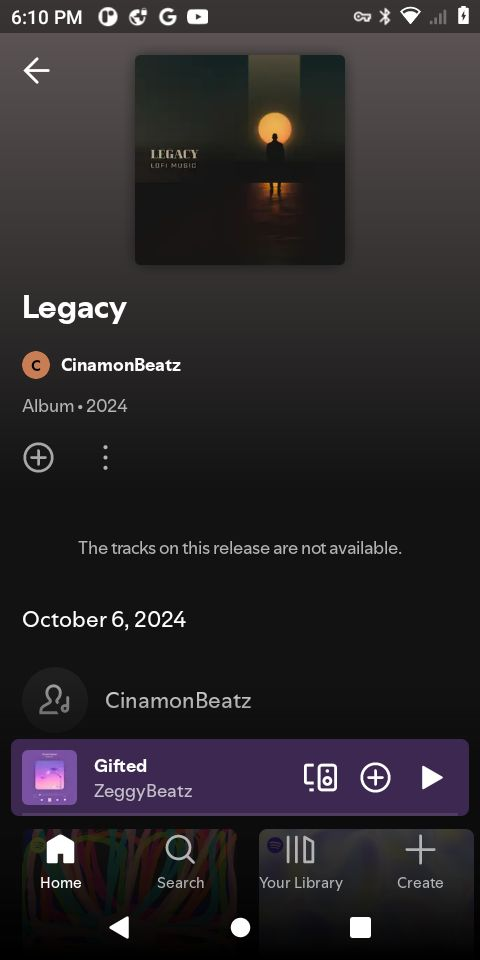 6:10 PM
LEGACY
LOFI MUSIC
Legacy
C
CinamonBeatz
Album • 2024
The tracks on this release are not available.
October 6, 2024
CinamonBeatz
Gifted
ZeggyBeatz
Home
Search
Your Library
Create